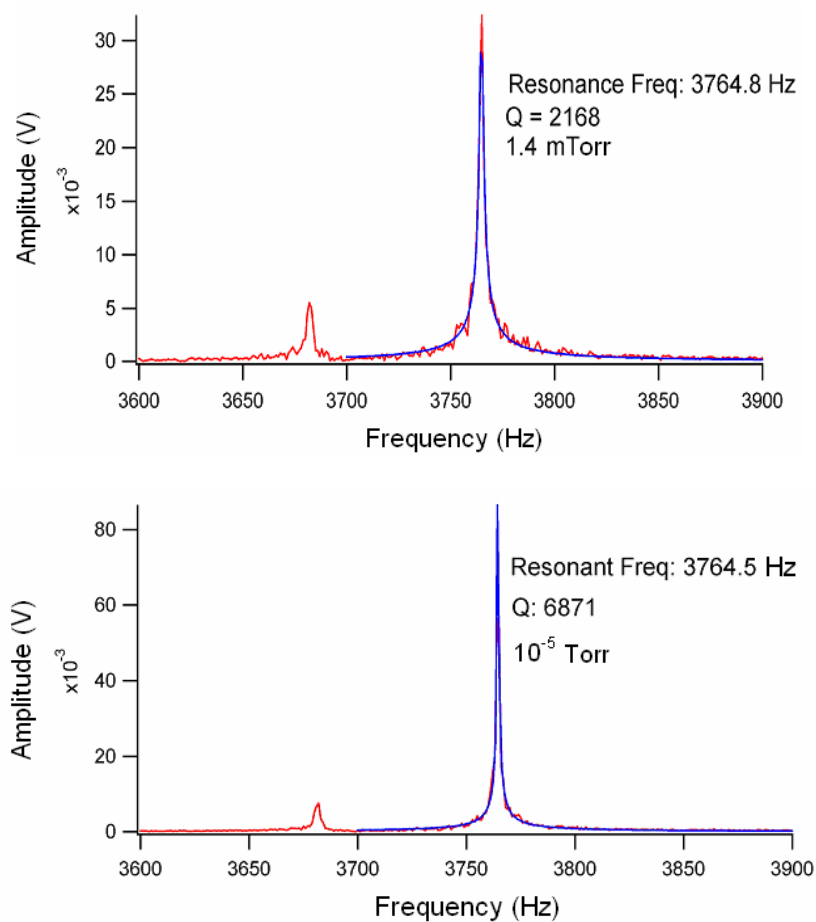 30
25
20
15
10
5
0
Amplitude (V)
x10⁻³
Resonance Freq: 3764.8 Hz
Q = 2168
1.4 mTorr
3600 3650 3700 3750 3800 3850 3900
Frequency (Hz)
80
60
40
20
0
Amplitude (V)
x10⁻³
Resonant Freq: 3764.5 Hz
Q: 6871
10⁻⁵ Torr
3600 3650 3700 3750 3800 3850 3900
Frequency (Hz)